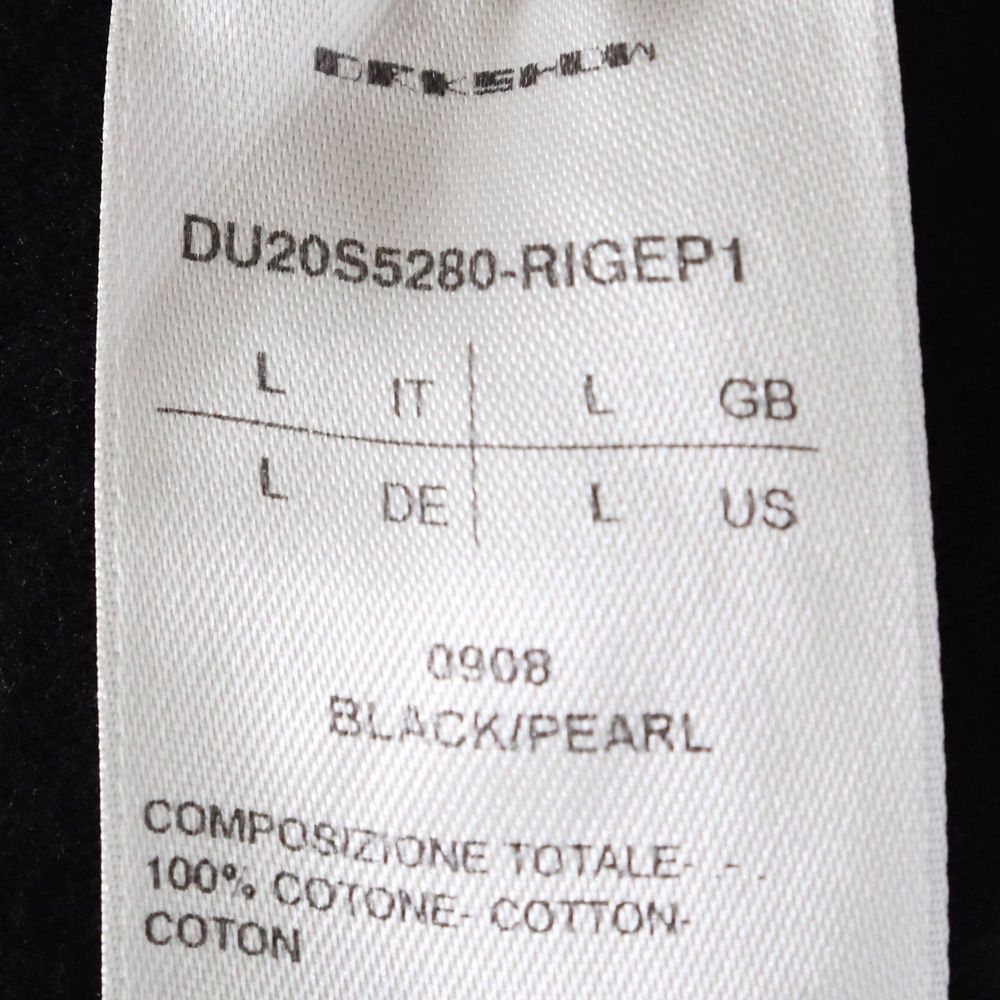 DRKSHDW
DU20S5280-RIGEP1
L IT L GB
L DE L US
0908
BLACK/PEARL
COMPOSIZIONE TOTALE- - .
100% COTONE- COTTON-
COTON